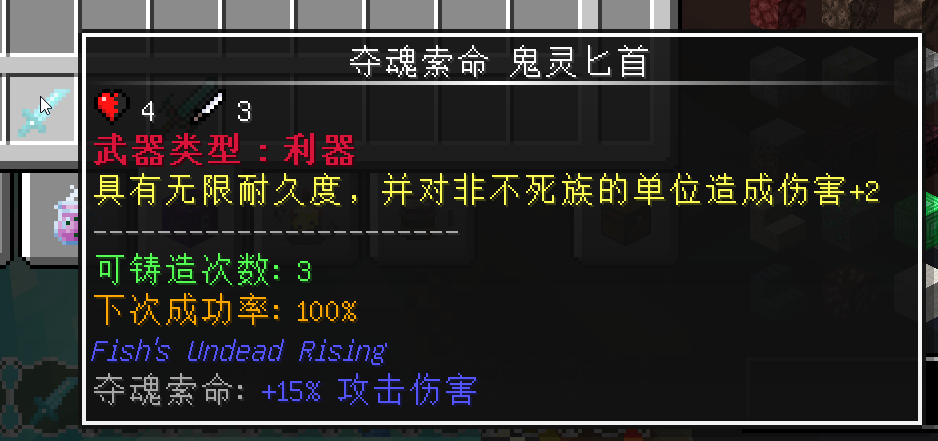 夺魂索命 鬼灵匕首
4 3
武器类型：利器
具有无限耐久度，并对非不死族的单位造成伤害+2
-----------------------
可铸造次数: 3
下次成功率: 100%
Fish's Undead Rising
夺魂索命: +15% 攻击伤害